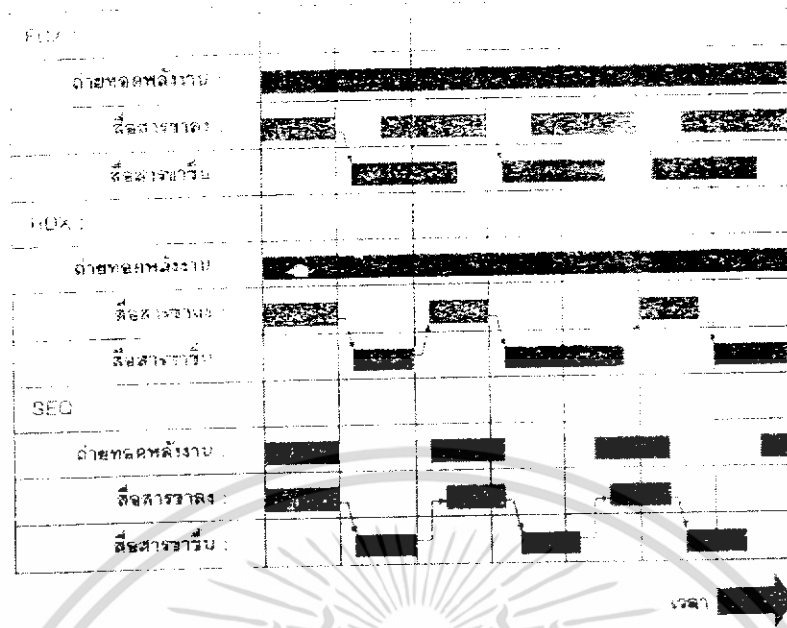 FDX :
ถ่ายทอดพลังงาน :
สื่อสารขาลง :
สื่อสารขาขึ้น :
HDX :
ถ่ายทอดพลังงาน :
สื่อสารขาลง :
สื่อสารขาขึ้น :
SEQ
ถ่ายทอดพลังงาน :
สื่อสารขาลง :
สื่อสารขาขึ้น :
เวลา